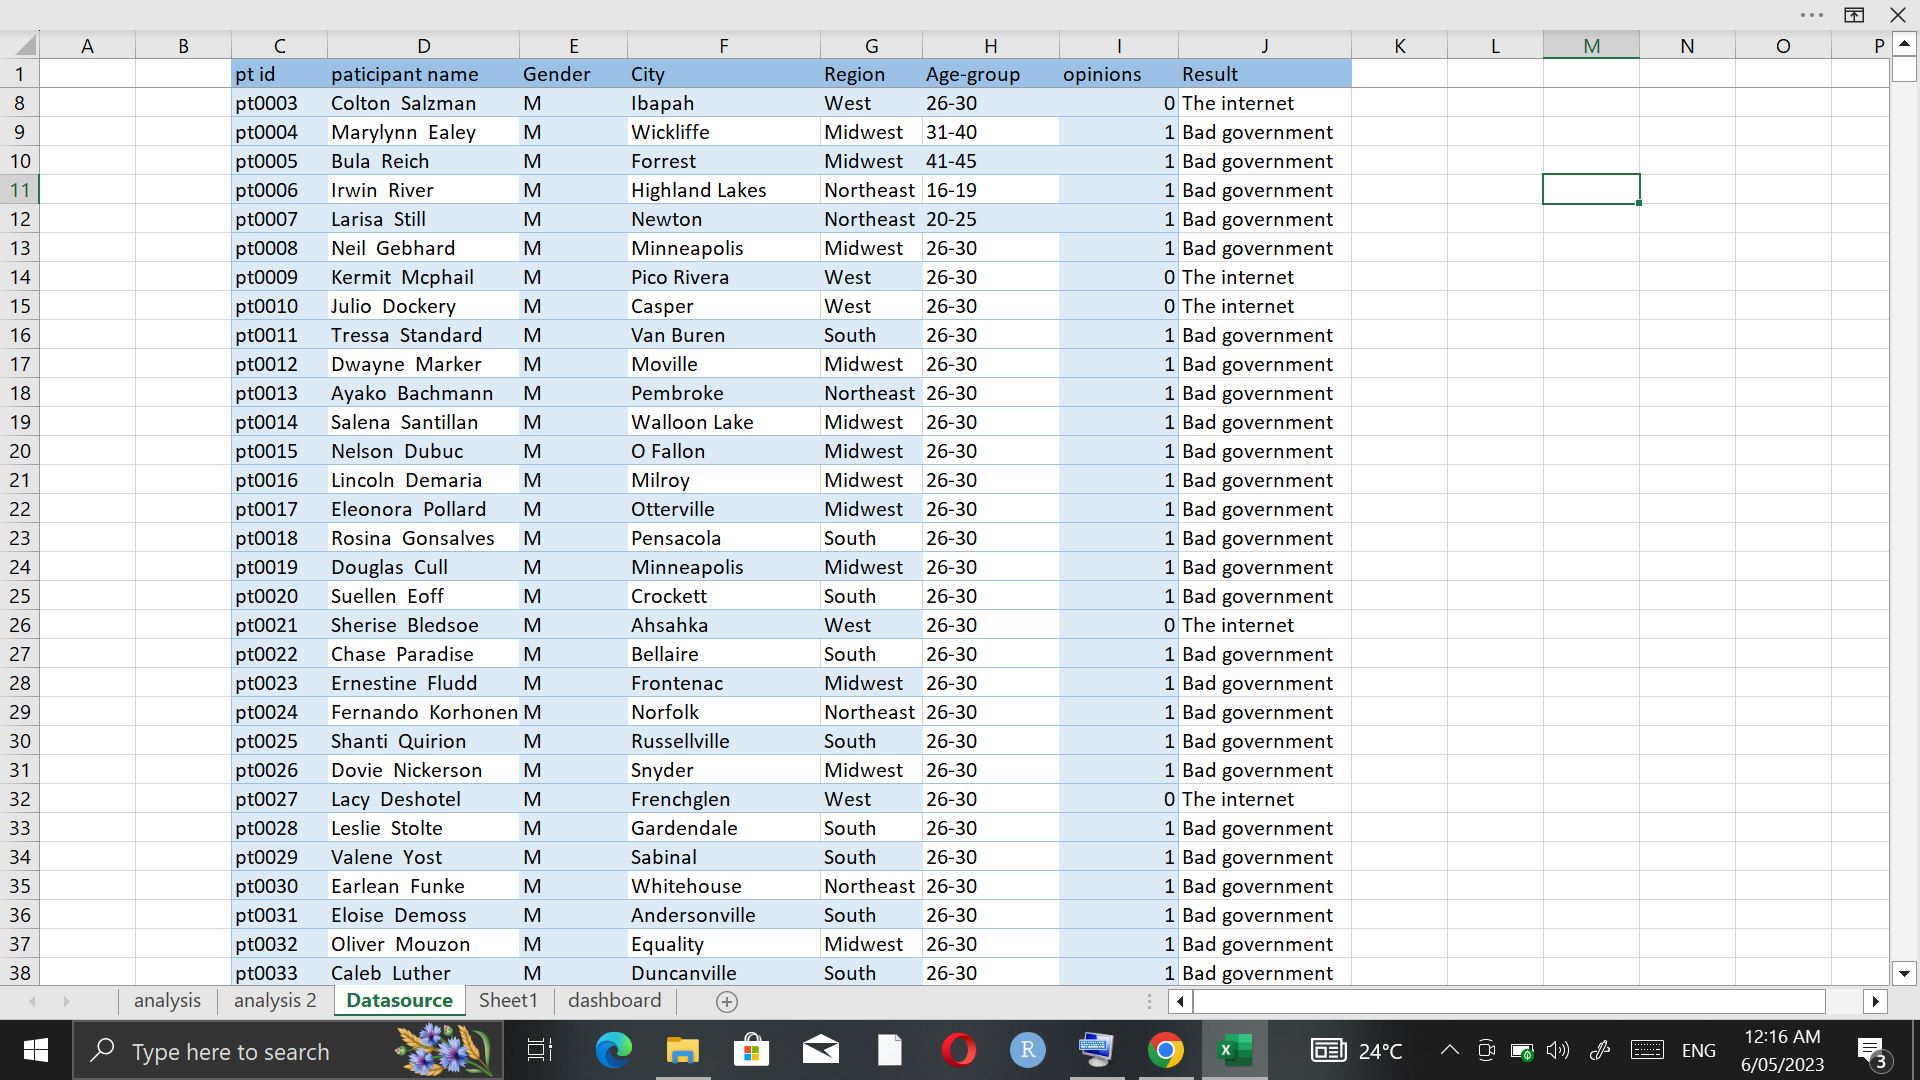 A B C D E F G H I J K L M N O P
1 pt id paticipant name Gender City Region Age-group opinions Result
8 pt0003 Colton Salzman M Ibapah West 26-30 0 The internet
9 pt0004 Marylynn Ealey M Wickliffe Midwest 31-40 1 Bad government
10 pt0005 Bula Reich M Forrest Midwest 41-45 1 Bad government
11 pt0006 Irwin River M Highland Lakes Northeast 16-19 1 Bad government
12 pt0007 Larisa Still M Newton Northeast 20-25 1 Bad government
13 pt0008 Neil Gebhard M Minneapolis Midwest 26-30 1 Bad government
14 pt0009 Kermit Mcphail M Pico Rivera West 26-30 0 The internet
15 pt0010 Julio Dockery M Casper West 26-30 0 The internet
16 pt0011 Tressa Standard M Van Buren South 26-30 1 Bad government
17 pt0012 Dwayne Marker M Moville Midwest 26-30 1 Bad government
18 pt0013 Ayako Bachmann M Pembroke Northeast 26-30 1 Bad government
19 pt0014 Salena Santillan M Walloon Lake Midwest 26-30 1 Bad government
20 pt0015 Nelson Dubuc M O Fallon Midwest 26-30 1 Bad government
21 pt0016 Lincoln Demaria M Milroy Midwest 26-30 1 Bad government
22 pt0017 Eleonora Pollard M Otterville Midwest 26-30 1 Bad government
23 pt0018 Rosina Gonsalves M Pensacola South 26-30 1 Bad government
24 pt0019 Douglas Cull M Minneapolis Midwest 26-30 1 Bad government
25 pt0020 Suellen Eoff M Crockett South 26-30 1 Bad government
26 pt0021 Sherise Bledsoe M Ahsahka West 26-30 0 The internet
27 pt0022 Chase Paradise M Bellaire South 26-30 1 Bad government
28 pt0023 Ernestine Fludd M Frontenac Midwest 26-30 1 Bad government
29 pt0024 Fernando Korhonen M Norfolk Northeast 26-30 1 Bad government
30 pt0025 Shanti Quirion M Russellville South 26-30 1 Bad government
31 pt0026 Dovie Nickerson M Snyder Midwest 26-30 1 Bad government
32 pt0027 Lacy Deshotel M Frenchglen West 26-30 0 The internet
33 pt0028 Leslie Stolte M Gardendale South 26-30 1 Bad government
34 pt0029 Valene Yost M Sabinal South 26-30 1 Bad government
35 pt0030 Earlean Funke M Whitehouse Northeast 26-30 1 Bad government
36 pt0031 Eloise Demoss M Andersonville South 26-30 1 Bad government
37 pt0032 Oliver Mouzon M Equality Midwest 26-30 1 Bad government
38 pt0033 Caleb Luther M Duncanville South 26-30 1 Bad government
analysis analysis 2 Datasource Sheet1 dashboard
Type here to search R X 24°C ENG 12:16 AM
6/05/2023 3